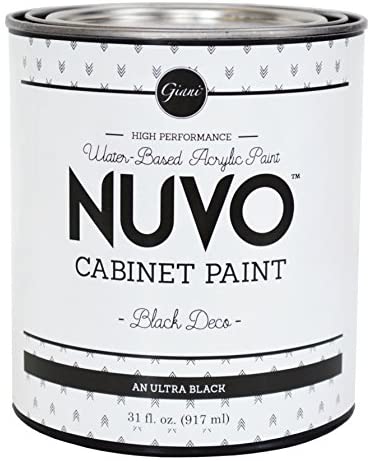 Giani
HIGH PERFORMANCE
Water-Based Acrylic Paint
NUVO™
CABINET PAINT
- Black Deco -
AN ULTRA BLACK
31 fl. oz. (917 ml)